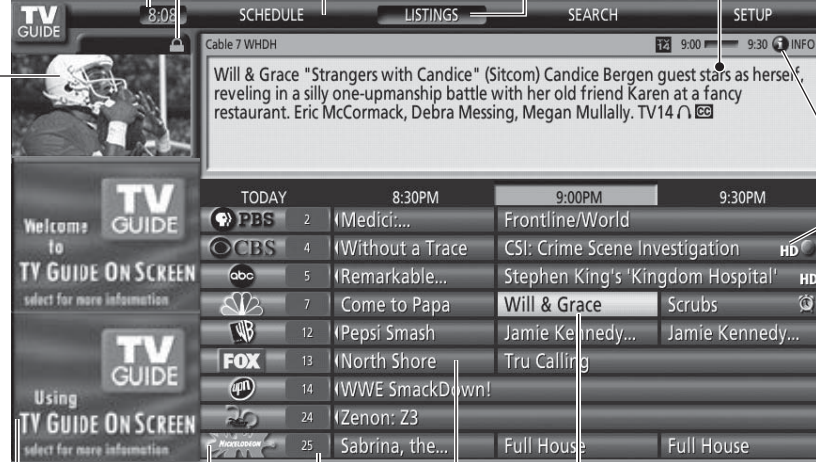 TV GUIDE
8:08
SCHEDULE LISTINGS SEARCH SETUP
Cable 7 WHDH TV 14 9:00 9:30 i INFO
Will & Grace "Strangers with Candice" (Sitcom) Candice Bergen guest stars as herself,
reveling in a silly one-upmanship battle with her old friend Karen at a fancy
restaurant. Eric McCormack, Debra Messing, Megan Mullally. TV14 CC
TV
GUIDE
Welcome
to
TV GUIDE ON SCREEN
select for more information
TV
GUIDE
Using
TV GUIDE ON SCREEN
select for more information
TODAY 8:30PM 9:00PM 9:30PM
PBS 2 Medici:... Frontline/World
CBS 4 Without a Trace CSI: Crime Scene Investigation HD
abc 5 Remarkable... Stephen King's 'Kingdom Hospital' HD
7 Come to Papa Will & Grace Scrubs
WB 12 Pepsi Smash Jamie Kennedy... Jamie Kennedy...
FOX 13 North Shore Tru Calling
upn 14 WWE SmackDown!
24 Zenon: Z3
NICKELODEON 25 Sabrina, the... Full House Full House